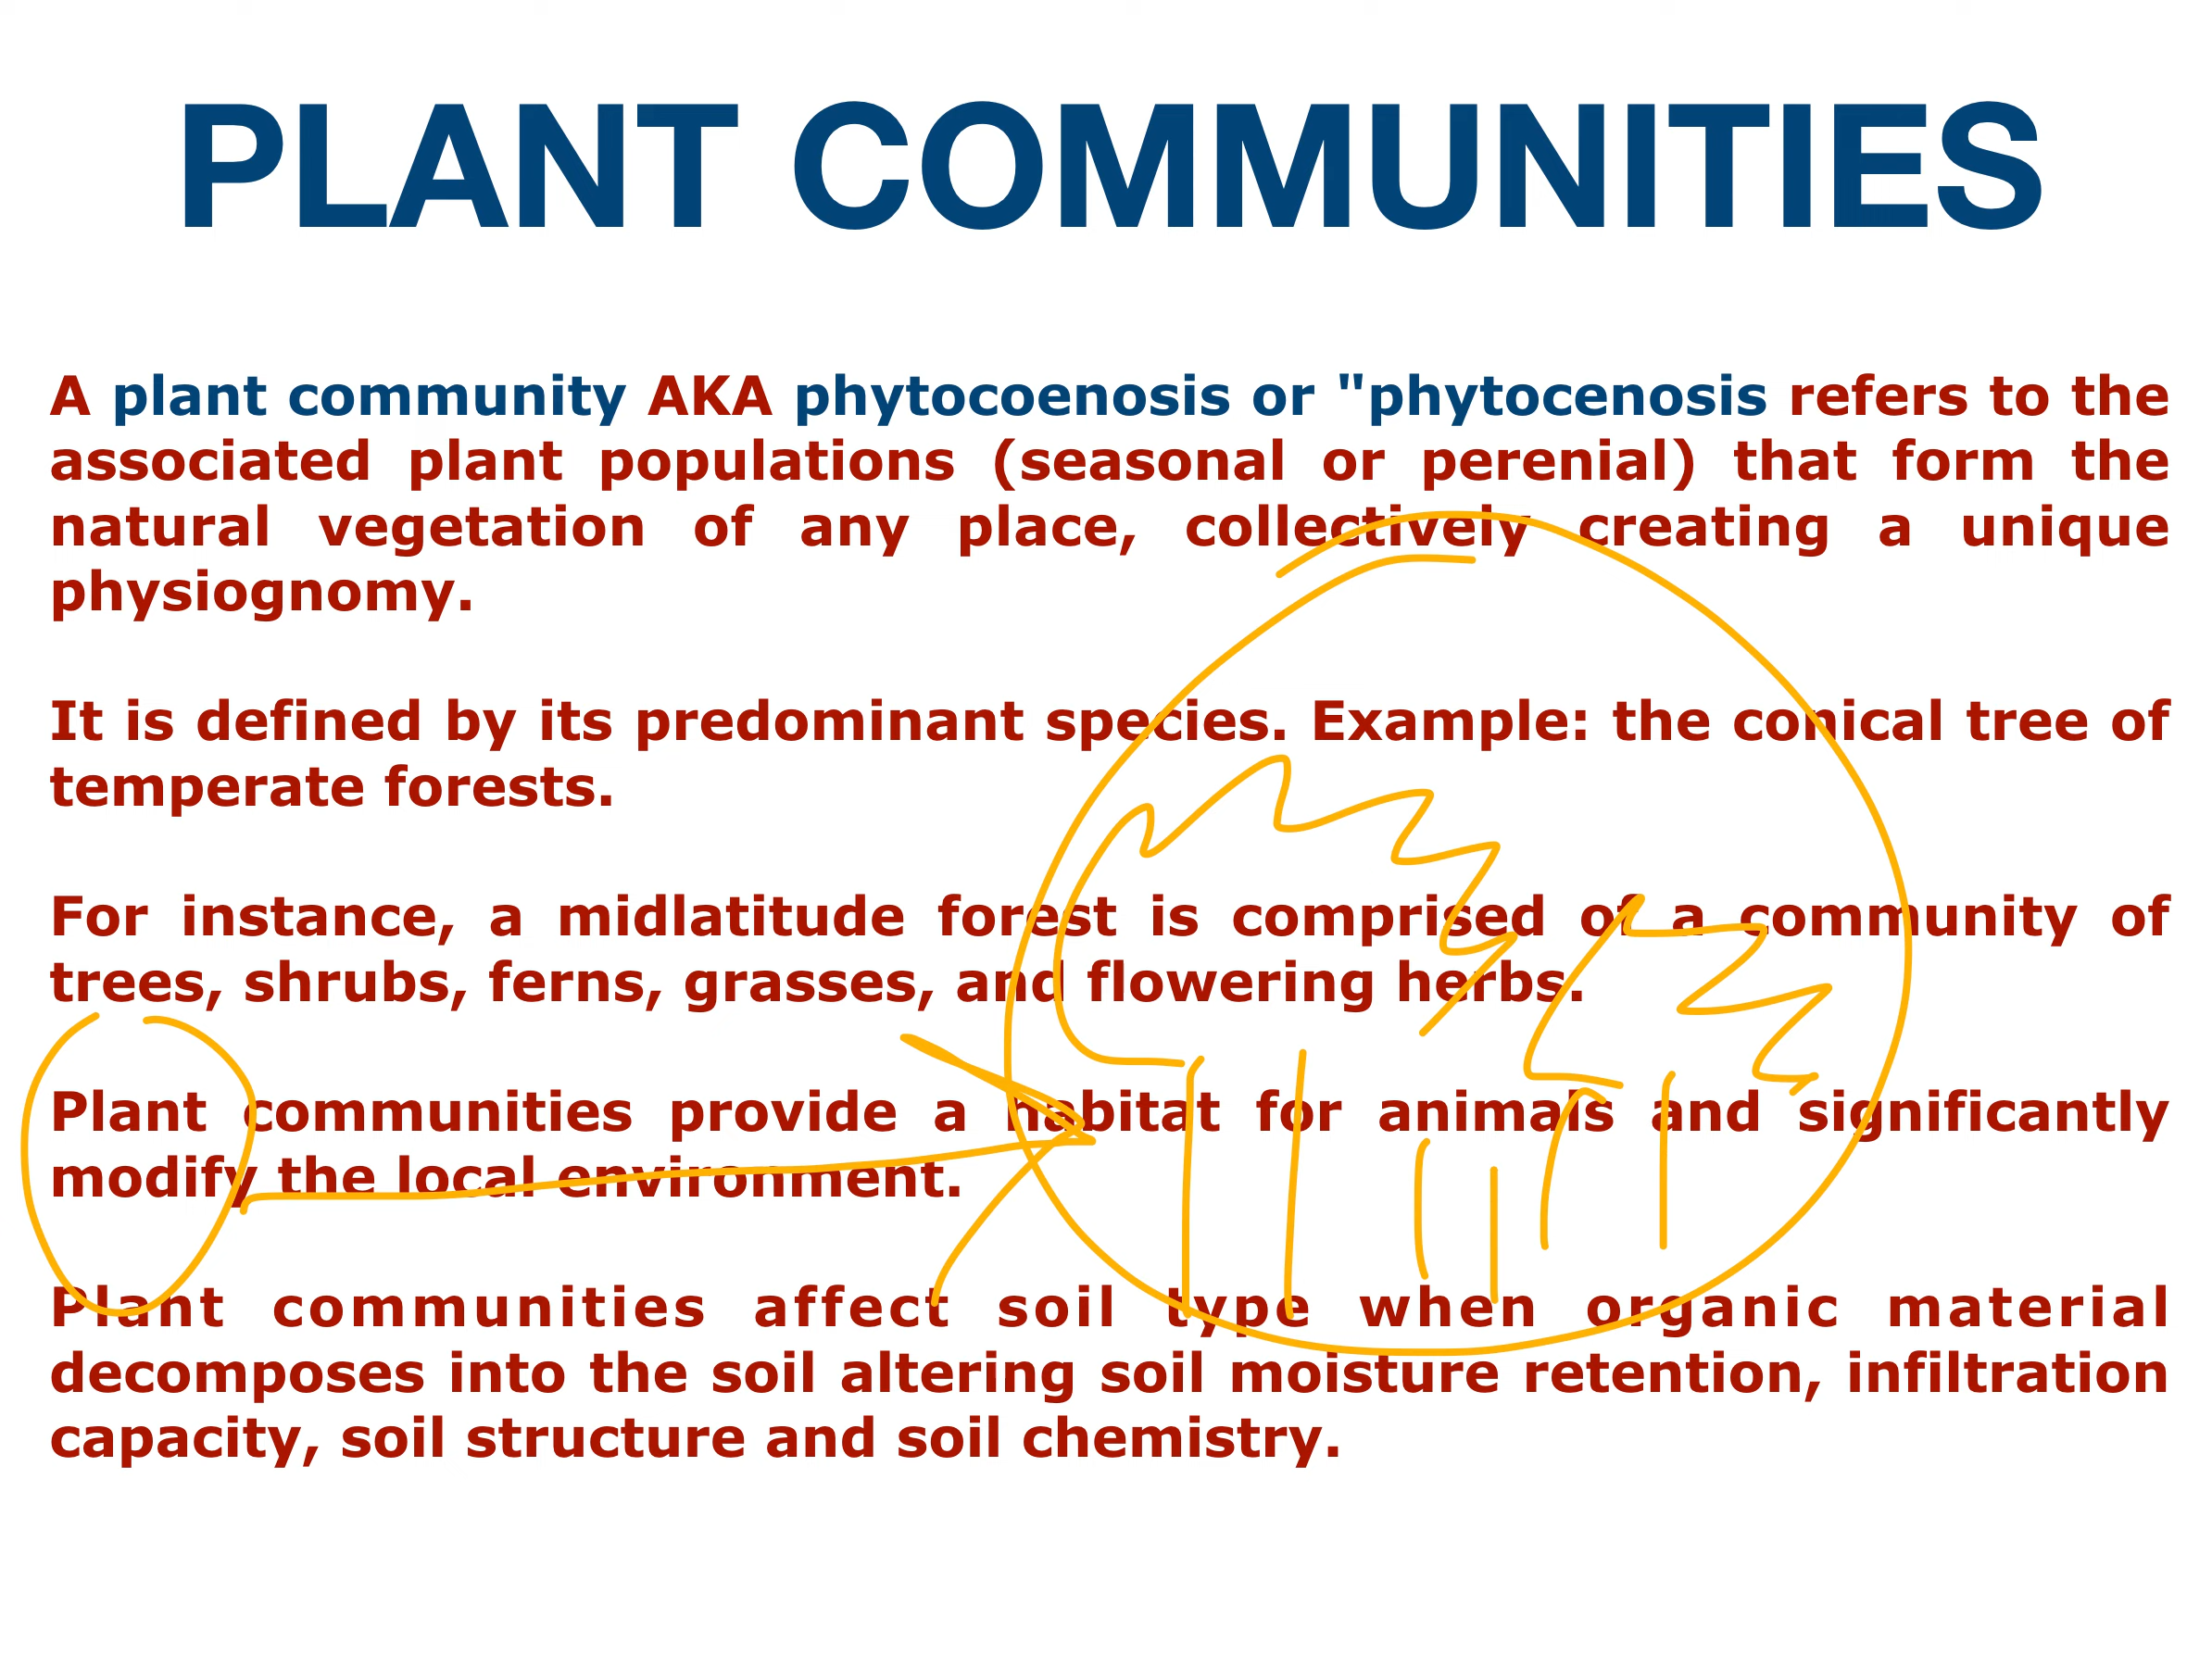 PLANT COMMUNITIES
A plant community AKA phytocoenosis or "phytocenosis refers to the
associated plant populations (seasonal or perenial) that form the
natural vegetation of any place, collectively creating a unique
physiognomy.
It is defined by its predominant species. Example: the conical tree of
temperate forests.
For instance, a midlatitude forest is comprised of a community of
trees, shrubs, ferns, grasses, and flowering herbs.
Plant communities provide a habitat for animals and significantly
modify the local environment.
Plant communities affect soil type when organic material
decomposes into the soil altering soil moisture retention, infiltration
capacity, soil structure and soil chemistry.